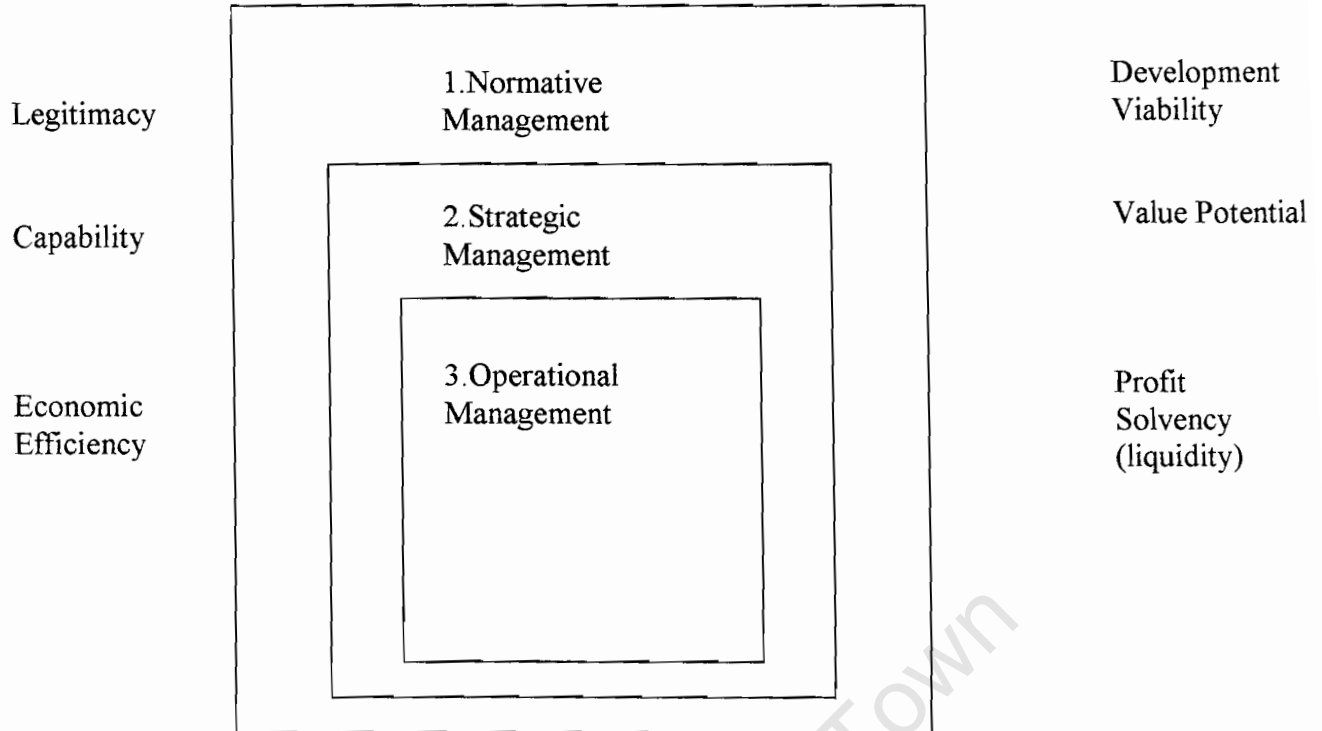 Legitimacy
1.Normative
Management
Development
Viability
Capability
2.Strategic
Management
Value Potential
Economic
Efficiency
3.Operational
Management
Profit
Solvency
(liquidity)
Town